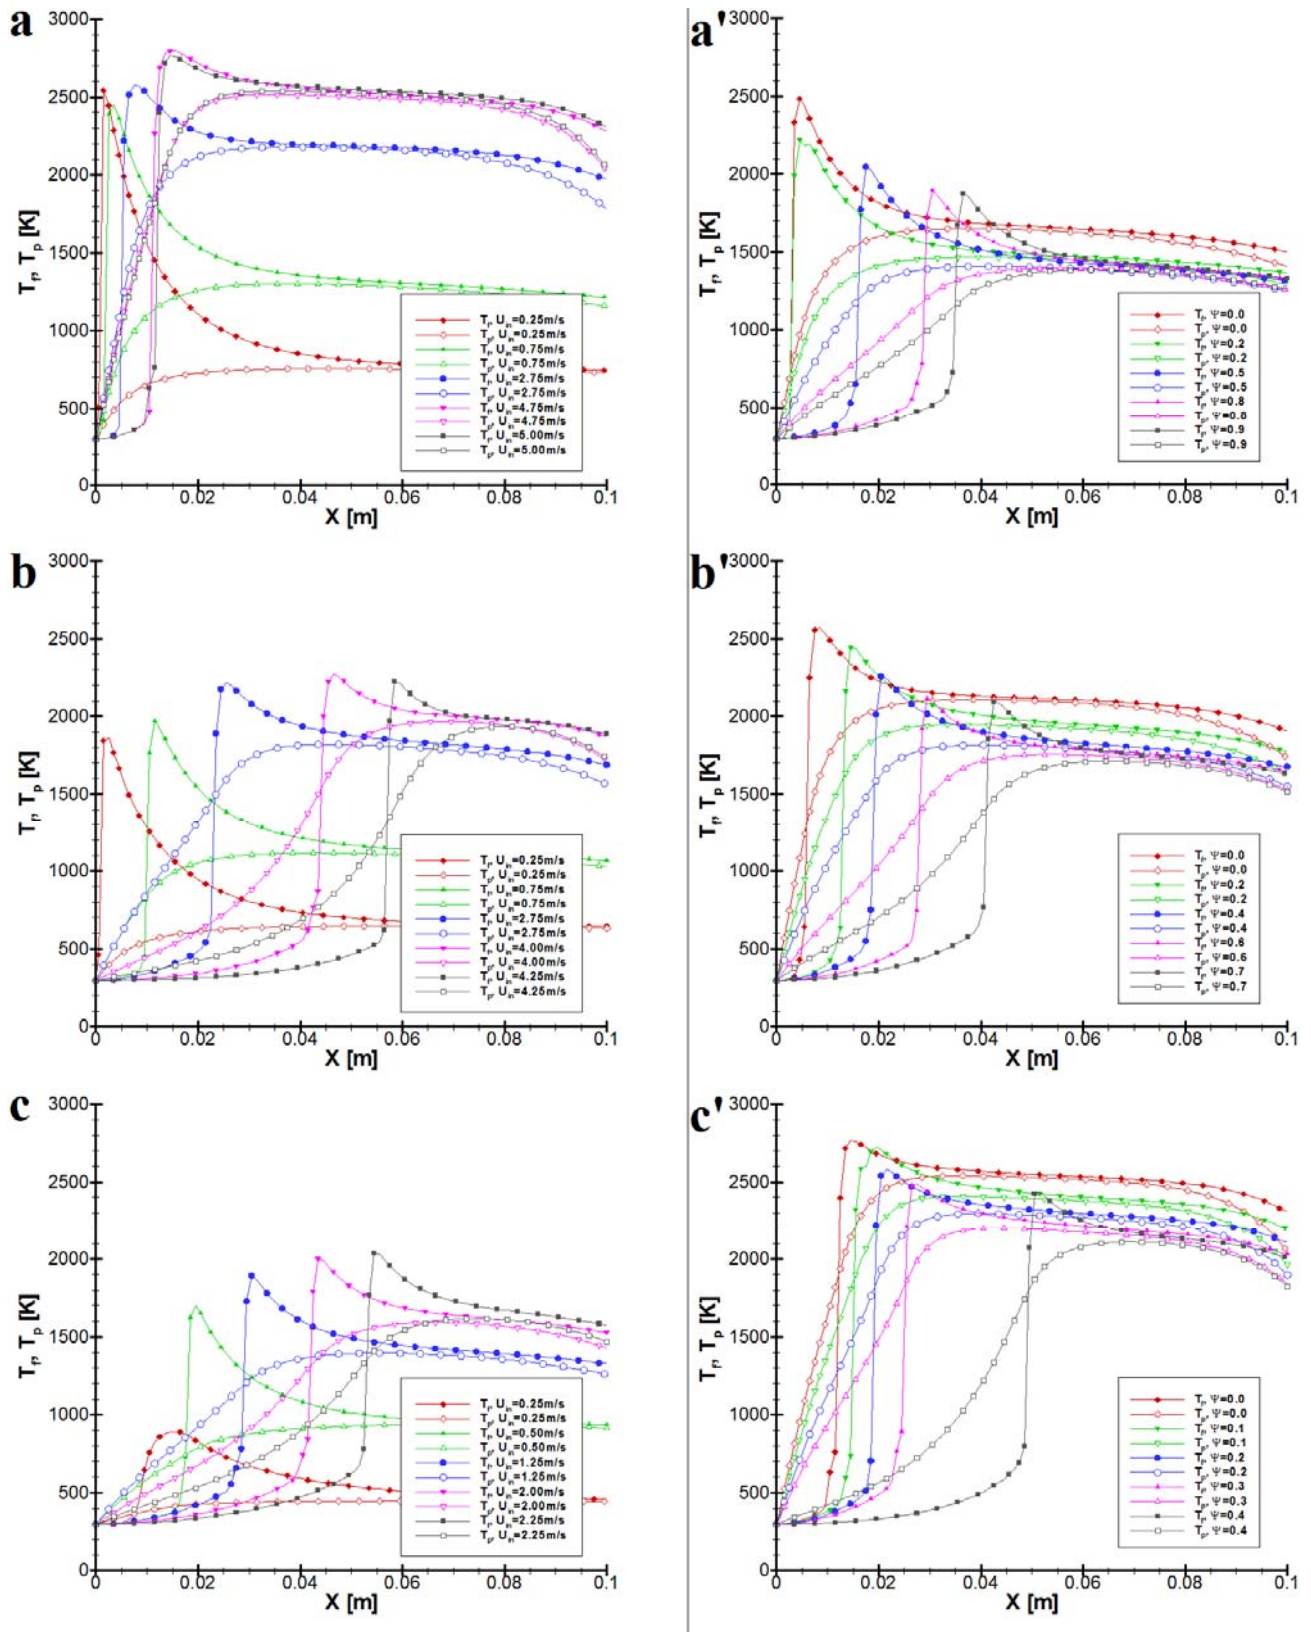 a
3000
2500
2000
1500
1000
500
0
T_f, T_p [K]
0 0.02 0.04 0.06 0.08 0.1
X [m]
T_f, U_in=0.25m/s
T_p, U_in=0.25m/s
T_f, U_in=0.75m/s
T_p, U_in=0.75m/s
T_f, U_in=2.75m/s
T_p, U_in=2.75m/s
T_f, U_in=4.75m/s
T_p, U_in=4.75m/s
T_f, U_in=5.00m/s
T_p, U_in=5.00m/s
a'
3000
2500
2000
1500
1000
500
0
T_f, T_p [K]
0 0.02 0.04 0.06 0.08 0.1
X [m]
T_f, Ψ=0.0
T_p, Ψ=0.0
T_f, Ψ=0.2
T_p, Ψ=0.2
T_f, Ψ=0.5
T_p, Ψ=0.5
T_f, Ψ=0.8
T_p, Ψ=0.8
T_f, Ψ=0.9
T_p, Ψ=0.9
b
3000
2500
2000
1500
1000
500
0
T_f, T_p [K]
0 0.02 0.04 0.06 0.08 0.1
X [m]
T_f, U_in=0.25m/s
T_p, U_in=0.25m/s
T_f, U_in=0.75m/s
T_p, U_in=0.75m/s
T_f, U_in=2.75m/s
T_p, U_in=2.75m/s
T_f, U_in=4.00m/s
T_p, U_in=4.00m/s
T_f, U_in=4.25m/s
T_p, U_in=4.25m/s
b'
3000
2500
2000
1500
1000
500
0
T_f, T_p [K]
0 0.02 0.04 0.06 0.08 0.1
X [m]
T_f, Ψ=0.0
T_p, Ψ=0.0
T_f, Ψ=0.2
T_p, Ψ=0.2
T_f, Ψ=0.4
T_p, Ψ=0.4
T_f, Ψ=0.6
T_p, Ψ=0.6
T_f, Ψ=0.7
T_p, Ψ=0.7
c
3000
2500
2000
1500
1000
500
0
T_f, T_p [K]
0 0.02 0.04 0.06 0.08 0.1
X [m]
T_f, U_in=0.25m/s
T_p, U_in=0.25m/s
T_f, U_in=0.50m/s
T_p, U_in=0.50m/s
T_f, U_in=1.25m/s
T_p, U_in=1.25m/s
T_f, U_in=2.00m/s
T_p, U_in=2.00m/s
T_f, U_in=2.25m/s
T_p, U_in=2.25m/s
c'
3000
2500
2000
1500
1000
500
0
T_f, T_p [K]
0 0.02 0.04 0.06 0.08 0.1
X [m]
T_f, Ψ=0.0
T_p, Ψ=0.0
T_f, Ψ=0.1
T_p, Ψ=0.1
T_f, Ψ=0.2
T_p, Ψ=0.2
T_f, Ψ=0.3
T_p, Ψ=0.3
T_f, Ψ=0.4
T_p, Ψ=0.4